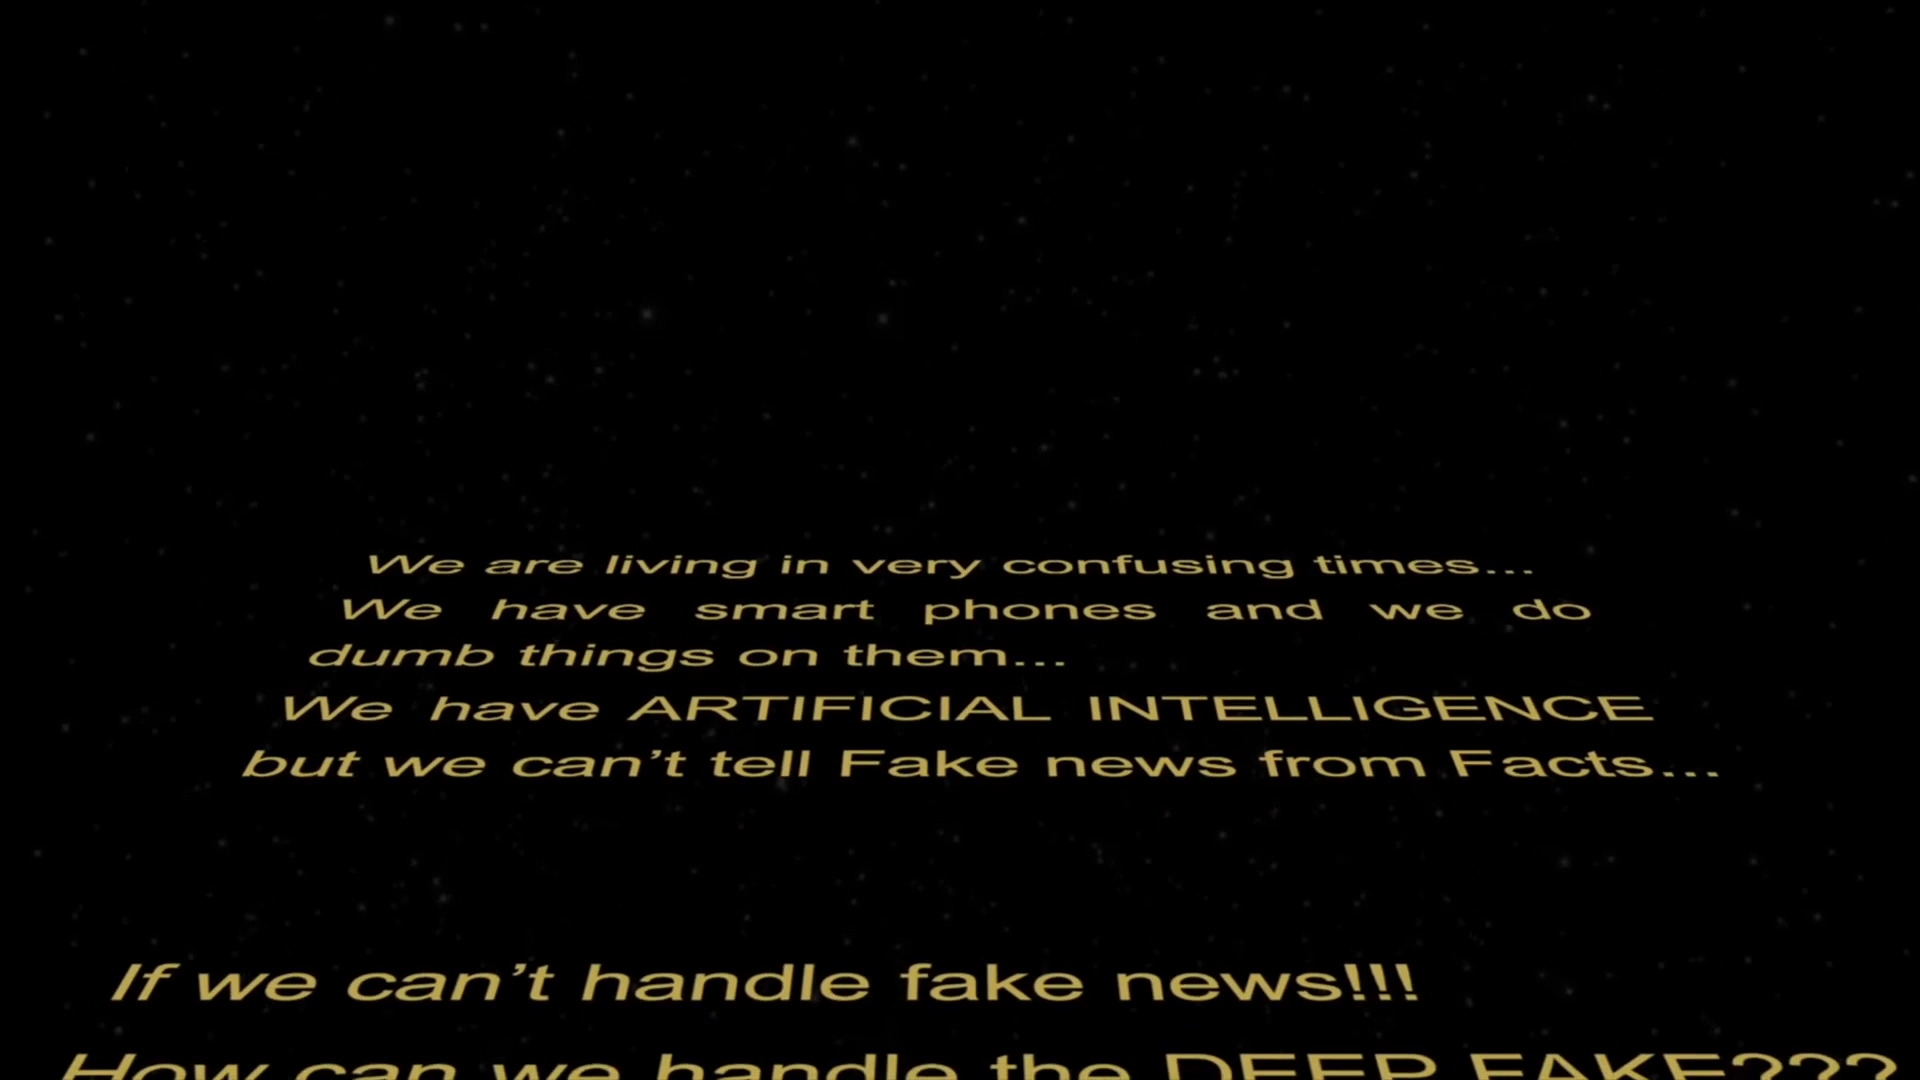 We are living in very confusing times...
We have smart phones and we do
dumb things on them...
We have ARTIFICIAL INTELLIGENCE
but we can’t tell Fake news from Facts...
If we can’t handle fake news!!!
How can we handle the DEEP FAKE???